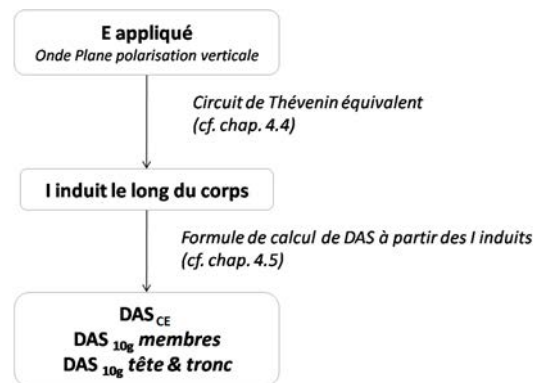 E appliqué
Onde Plane polarisation verticale
Circuit de Thévenin équivalent
(cf. chap. 4.4)
I induit le long du corps
Formule de calcul de DAS à partir des I induits
(cf. chap. 4.5)
DAS CE
DAS 10g membres
DAS 10g tête & tronc